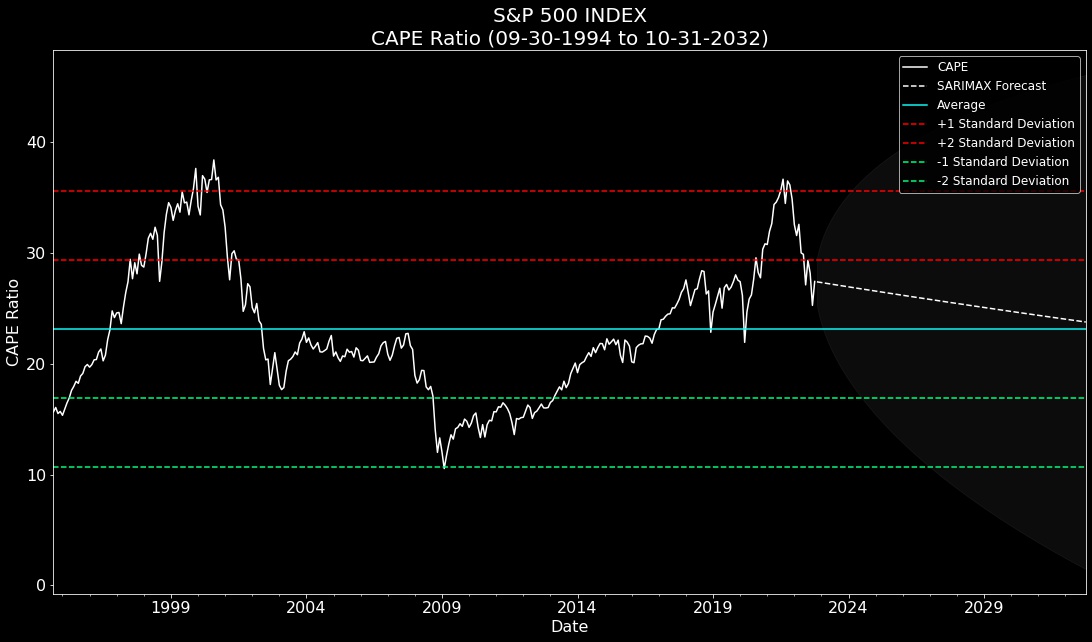 S&P 500 INDEX
CAPE Ratio (09-30-1994 to 10-31-2032)
CAPE
SARIMAX Forecast
Average
+1 Standard Deviation
+2 Standard Deviation
-1 Standard Deviation
-2 Standard Deviation
CAPE Ratio
40
30
20
10
0
1999 2004 2009 2014 2019 2024 2029
Date